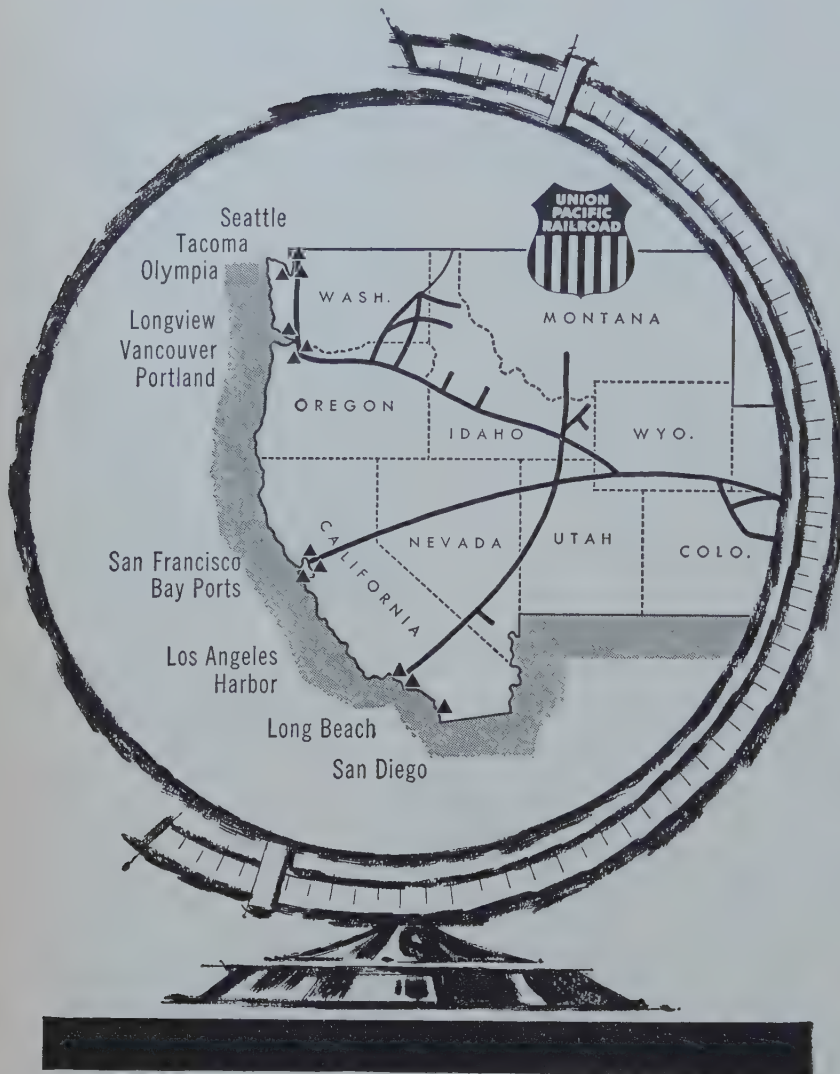 UNION
PACIFIC
RAILROAD
Seattle
Tacoma
Olympia
WASH.
MONTANA
Longview
Vancouver
Portland
OREGON
IDAHO
WYO.
San Francisco
Bay Ports
CALIFORNIA
NEVADA
UTAH
COLO.
Los Angeles
Harbor
Long Beach
San Diego